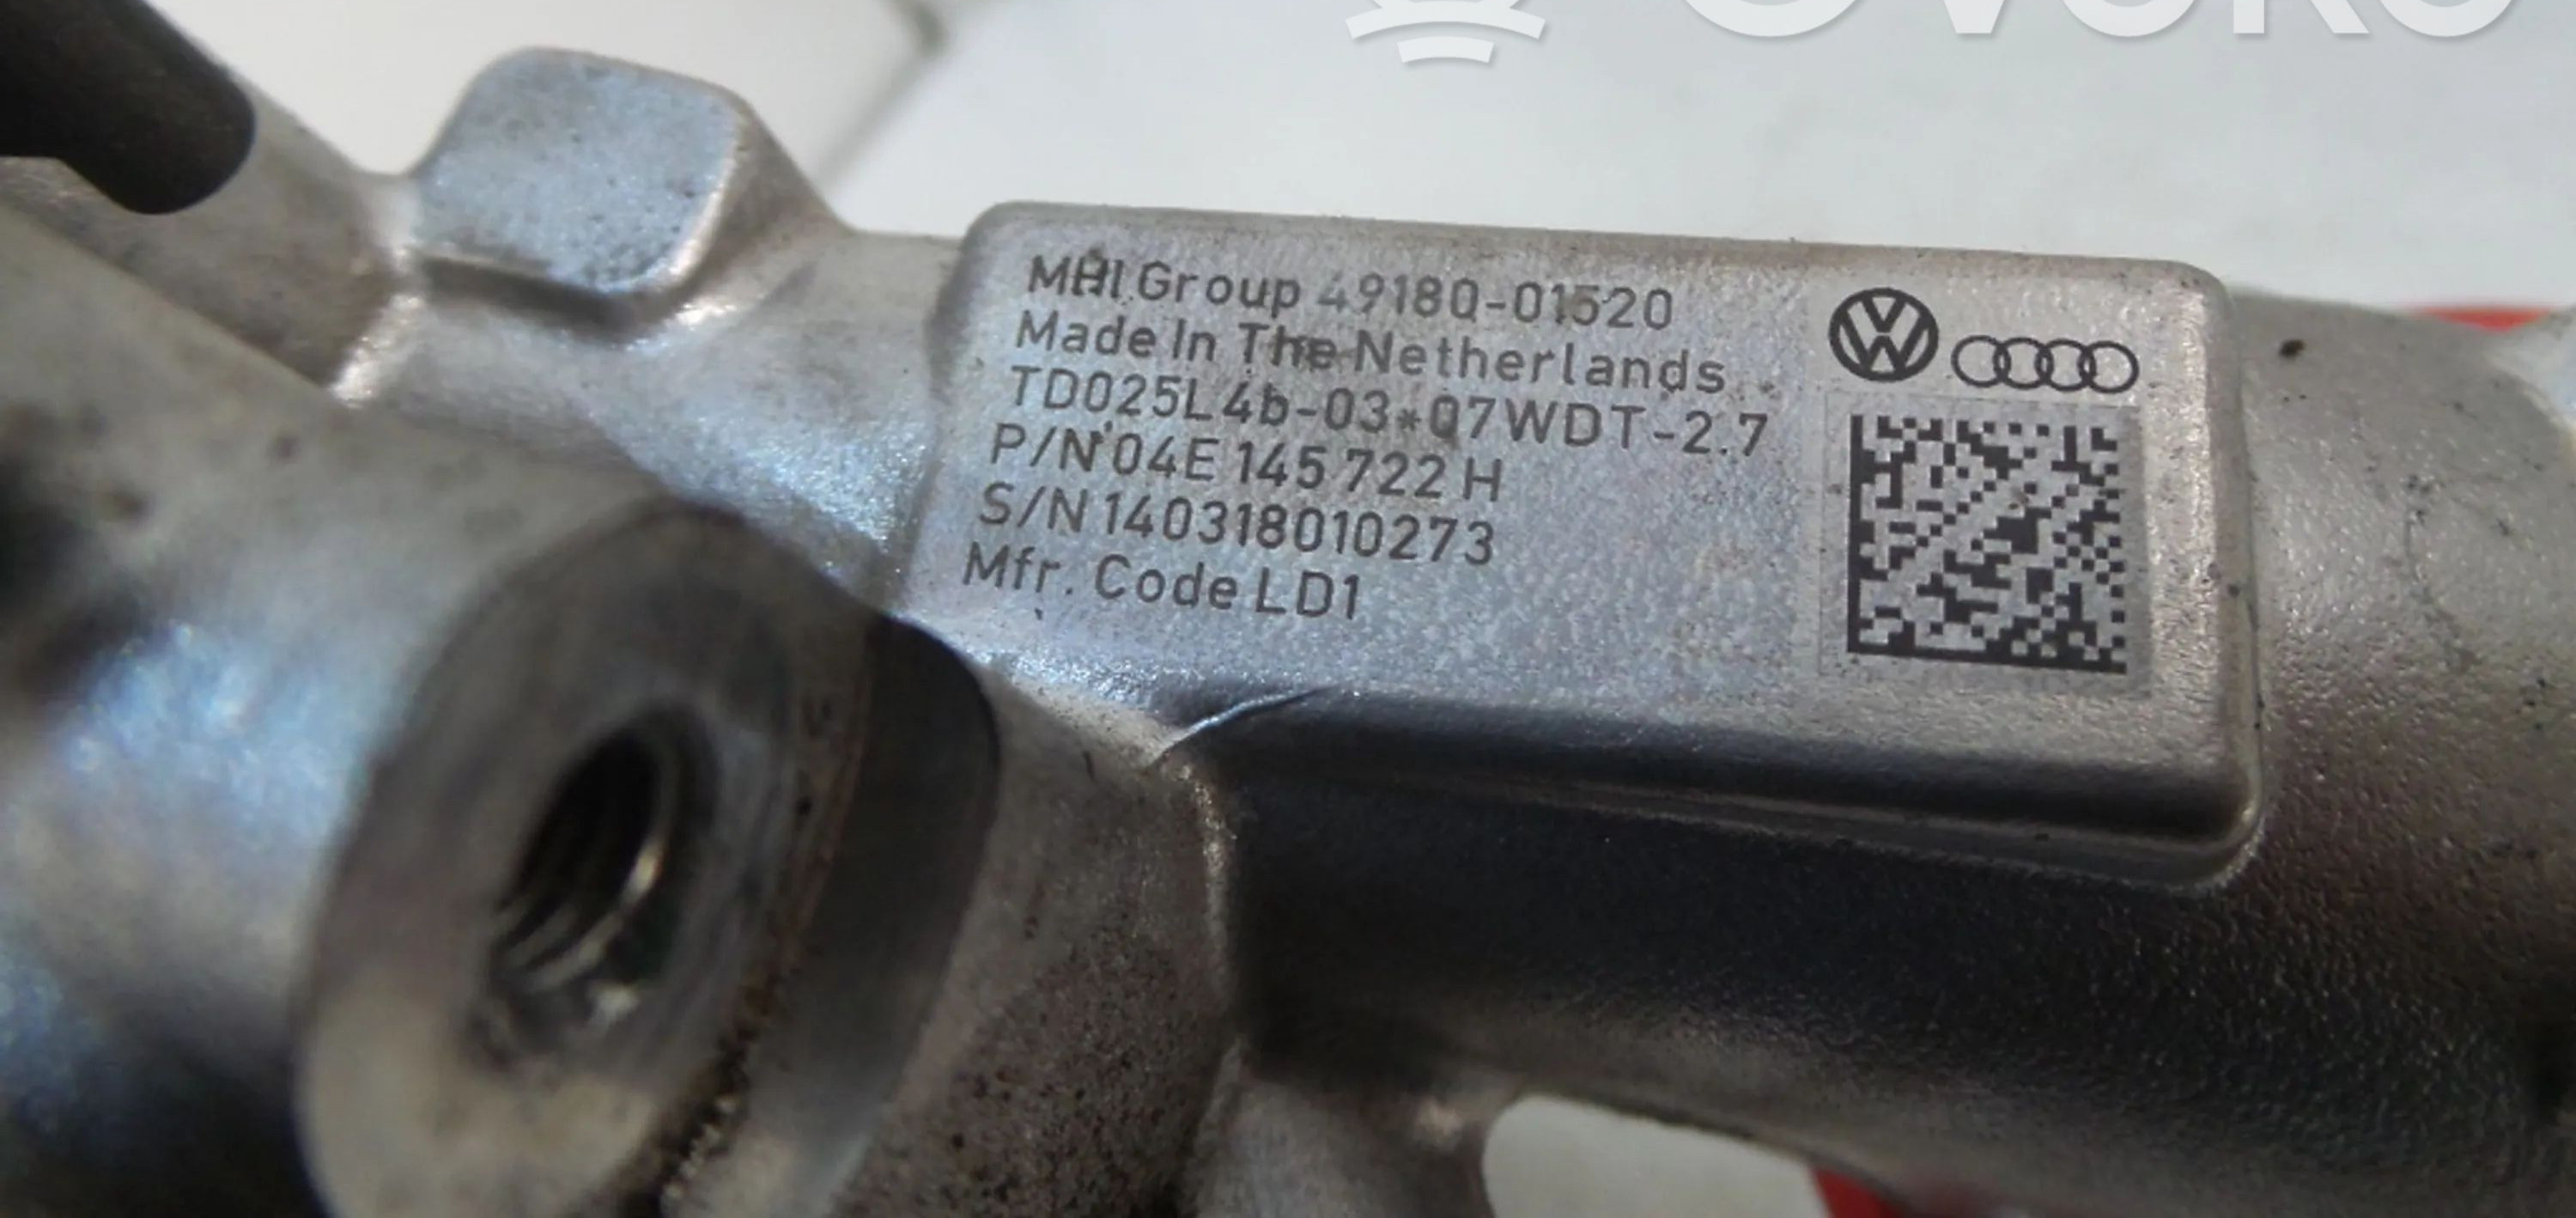 MHI Group 49180-01520
Made In The Netherlands
TD025L4b-03*07WDT-2.7
P/N 04E 145 722 H
S/N 140318010273
Mfr. Code LD1